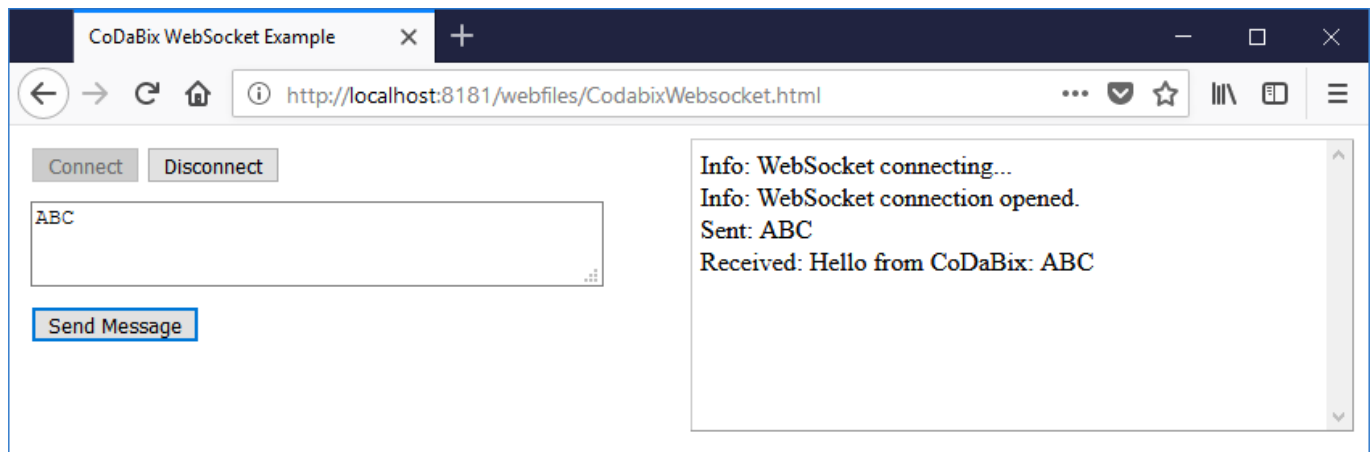 CoDaBix WebSocket Example
http://localhost:8181/webfiles/CodabixWebsocket.html
Connect Disconnect
ABC
Send Message
Info: WebSocket connecting...
Info: WebSocket connection opened.
Sent: ABC
Received: Hello from CoDaBix: ABC